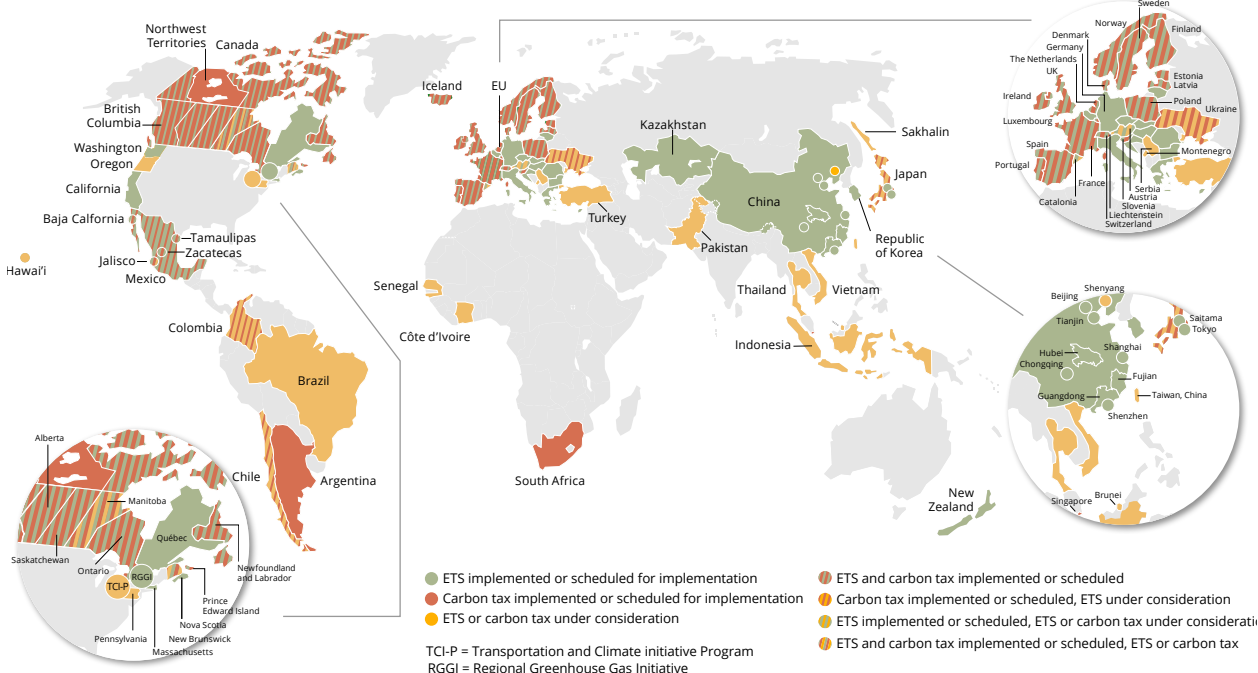 Northwest
Territories
Canada
British
Columbia
Washington
Oregon
California
Baja Calfornia
Tamaulipas
Zacatecas
Jalisco
Mexico
Hawai’i
Colombia
Brazil
Chile
Argentina
Iceland
EU
Kazakhstan
Sakhalin
Japan
China
Turkey
Pakistan
Republic
of Korea
Senegal
Côte d’Ivoire
Thailand
Vietnam
Indonesia
South Africa
New
Zealand
Sweden
Norway
Finland
Denmark
Germany
The Netherlands
UK
Estonia
Latvia
Ireland
Poland
Ukraine
Luxembourg
Spain
Portugal
Montenegro
France
Catalonia
Serbia
Austria
Slovenia
Liechtenstein
Switzerland
Shenyang
Beijing
Tianjin
Saitama
Tokyo
Shanghai
Hubei
Chongqing
Fujian
Guangdong
Taiwan, China
Shenzhen
Singapore
Brunei
Alberta
Manitoba
Québec
Saskatchewan
Ontario
RGGI
TCI-P
Newfoundland
and Labrador
Prince
Edward Island
Nova Scotia
New Brunswick
Pennsylvania
Massachusetts
ETS implemented or scheduled for implementation
Carbon tax implemented or scheduled for implementation
ETS or carbon tax under consideration
TCI-P = Transportation and Climate initiative Program
RGGI = Regional Greenhouse Gas Initiative
ETS and carbon tax implemented or scheduled
Carbon tax implemented or scheduled, ETS under consideration
ETS implemented or scheduled, ETS or carbon tax under consideratio
ETS and carbon tax implemented or scheduled, ETS or carbon tax